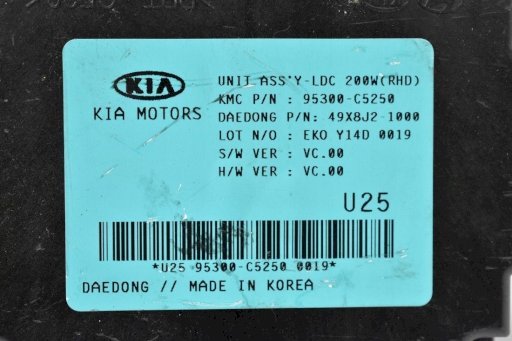 KIA
KIA MOTORS
UNIT ASS'Y-LDC 200W(RHD)
KMC P/N : 95300-C5250
DAEDONG P/N: 49X8J2-1000
LOT N/O : EKO Y14D 0019
S/W VER : VC.00
H/W VER : VC.00
U25
*U25 95300-C5250 0019*
DAEDONG // MADE IN KOREA